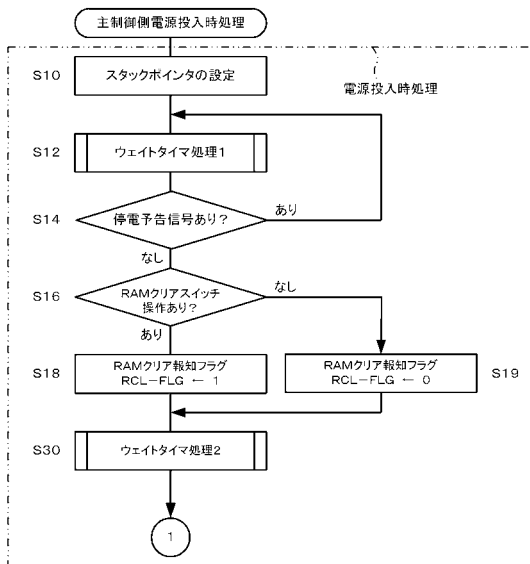 主制御側電源投入時処理
電源投入時処理
S10
スタックポインタの設定
S12
ウェイトタイマ処理1
S14
停電予告信号あり?
あり
なし
S16
RAMクリアスイッチ
操作あり?
なし
あり
S18
RAMクリア報知フラグ
RCL-FLG ← 1
RAMクリア報知フラグ
RCL-FLG ← 0
S19
S30
ウェイトタイマ処理2
1